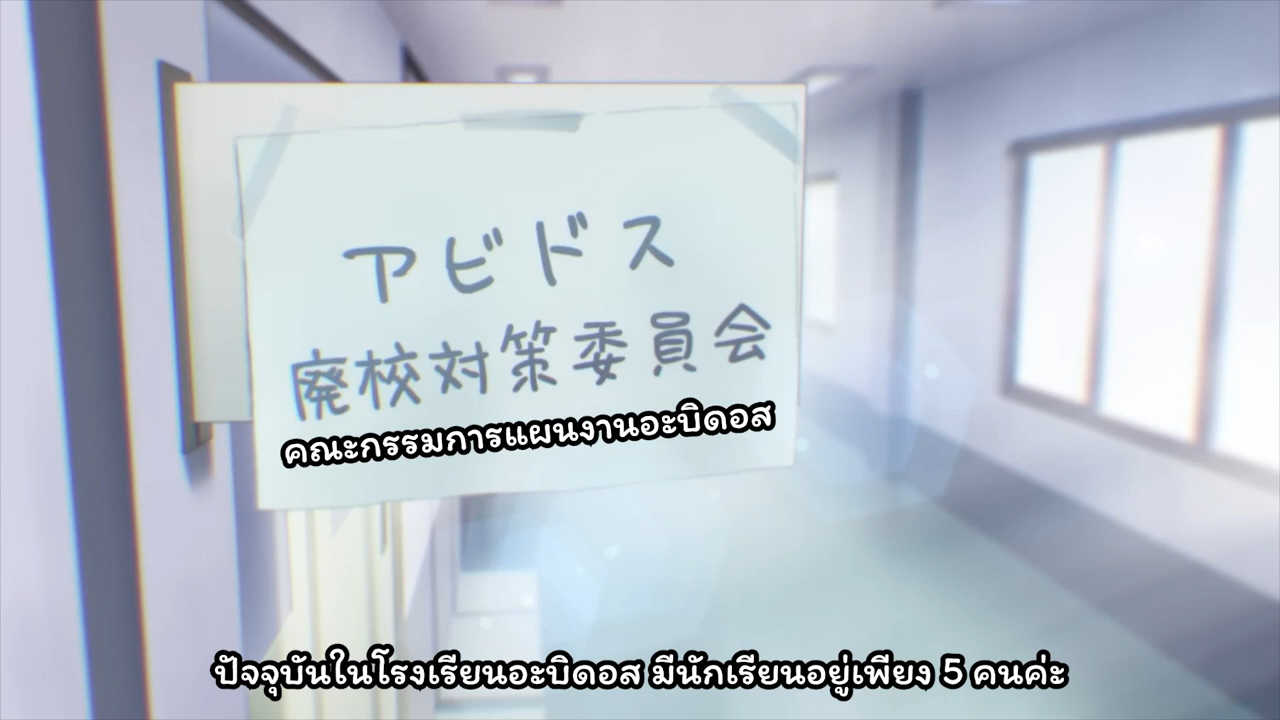 アビドス
廃校対策委員会
คณะกรรมการแผนงานอะบิดอส
ปัจจุบันในโรงเรียนอะบิดอส มีนักเรียนอยู่เพียง 5 คนค่ะ